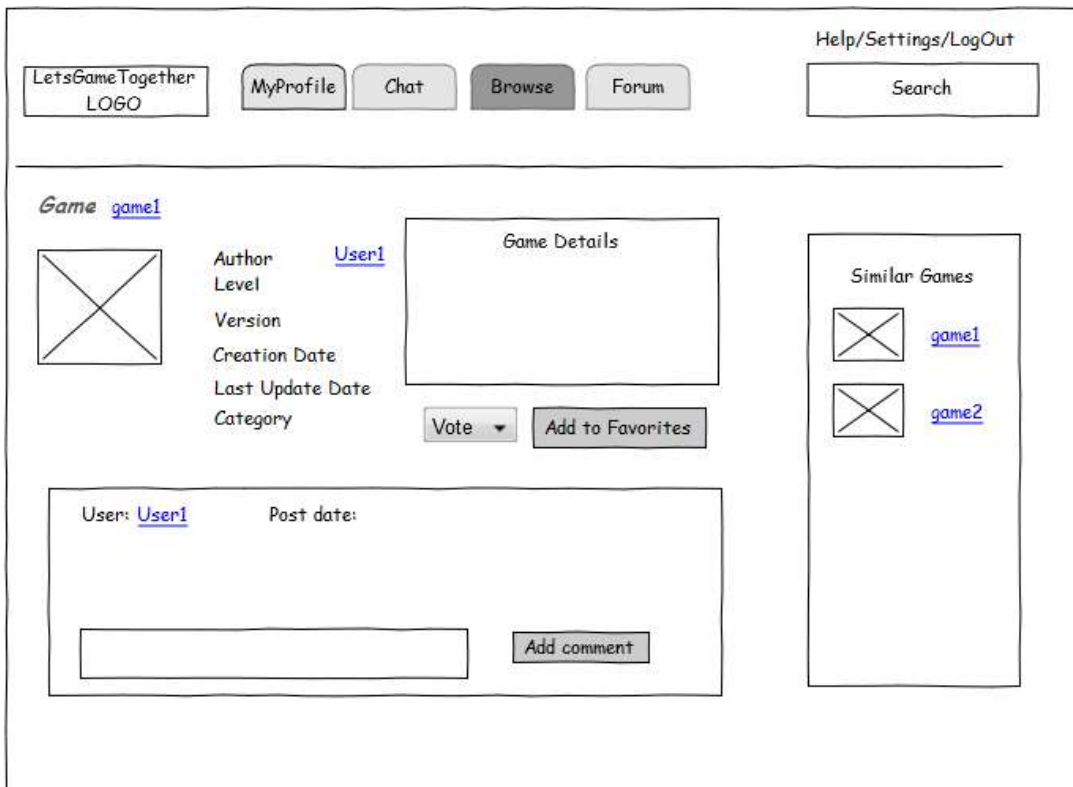 Help/Settings/LogOut
LetsGameTogether
LOGO
MyProfile
Chat
Browse
Forum
Search
Game game1
Author User1
Level
Version
Creation Date
Last Update Date
Category
Game Details
Vote
Add to Favorites
Similar Games
game1
game2
User: User1 Post date:
Add comment